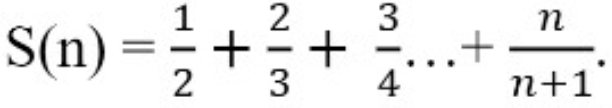 S(n) = 1/2 + 2/3 + 3/4 ...+ n/n+1.